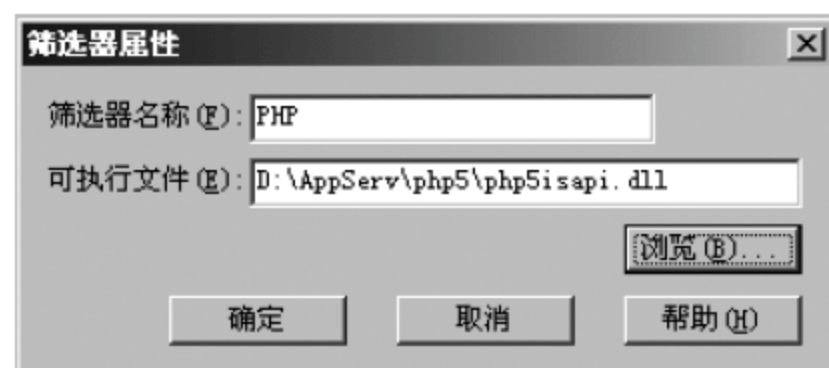 筛选器属性
筛选器名称(F): PHP
可执行文件(E): D:\AppServ\php5\php5isapi.dll
浏览(B)...
确定 取消 帮助(H)